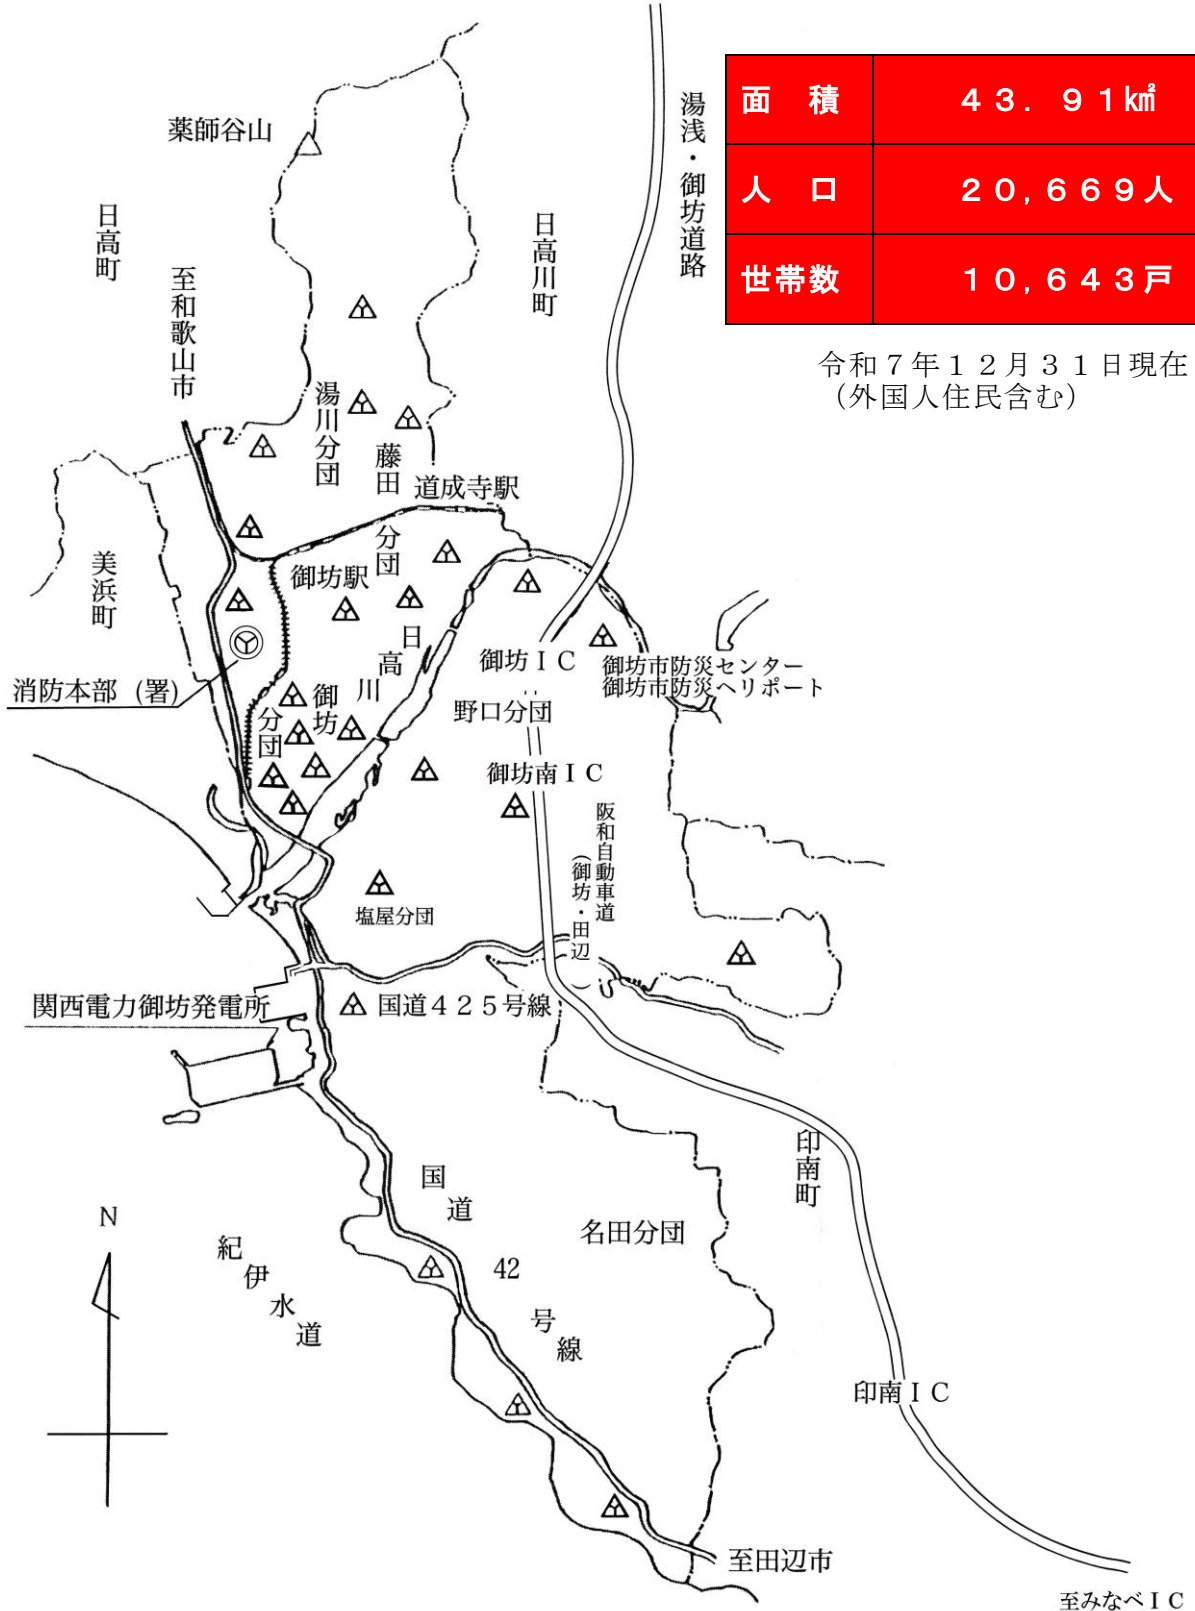 面　積　４３．９１㎢
人　口　２０,６６９人
世帯数　１０,６４３戸
令和７年１２月３１日現在
（外国人住民含む）
湯浅・御坊道路
薬師谷山
日高町
日高川町
至和歌山市
湯川分団
藤田分団
道成寺駅
美浜町
御坊駅
日高川
御坊ＩＣ
御坊市防災センター
御坊市防災ヘリポート
消防本部（署）
御坊分団
野口分団
御坊南ＩＣ
阪和自動車道
（御坊・田辺）
塩屋分団
関西電力御坊発電所
国道４２５号線
印南町
国道42号線
名田分団
N
紀伊水道
印南ＩＣ
至田辺市
至みなべＩＣ